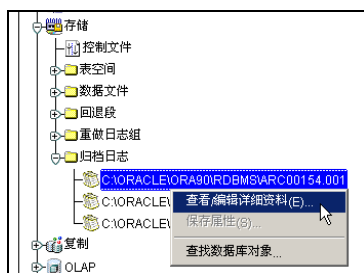 存储
控制文件
表空间
数据文件
回退段
重做日志组
归档日志
C:\ORACLE\ORA90\RDBMS\ARC00154.001
C:\ORACLE\
查看/编辑详细资料(E)...
C:\ORACLE\
保存属性(S)...
查找数据库对象...
复制
OLAP